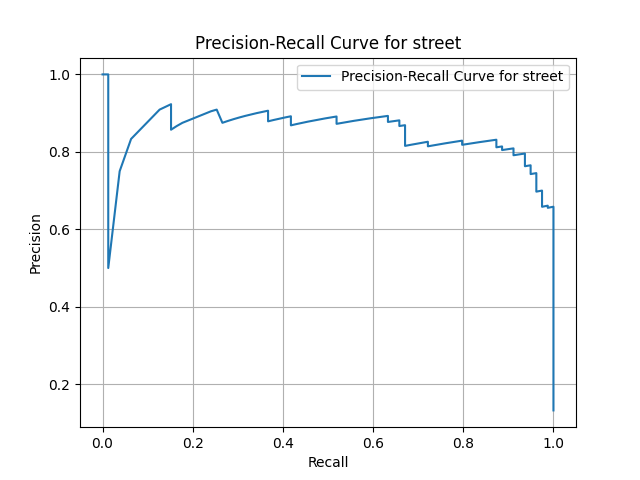 Precision-Recall Curve for street
Precision-Recall Curve for street
1.0
0.8
0.6
0.4
0.2
Precision
0.0 0.2 0.4 0.6 0.8 1.0
Recall